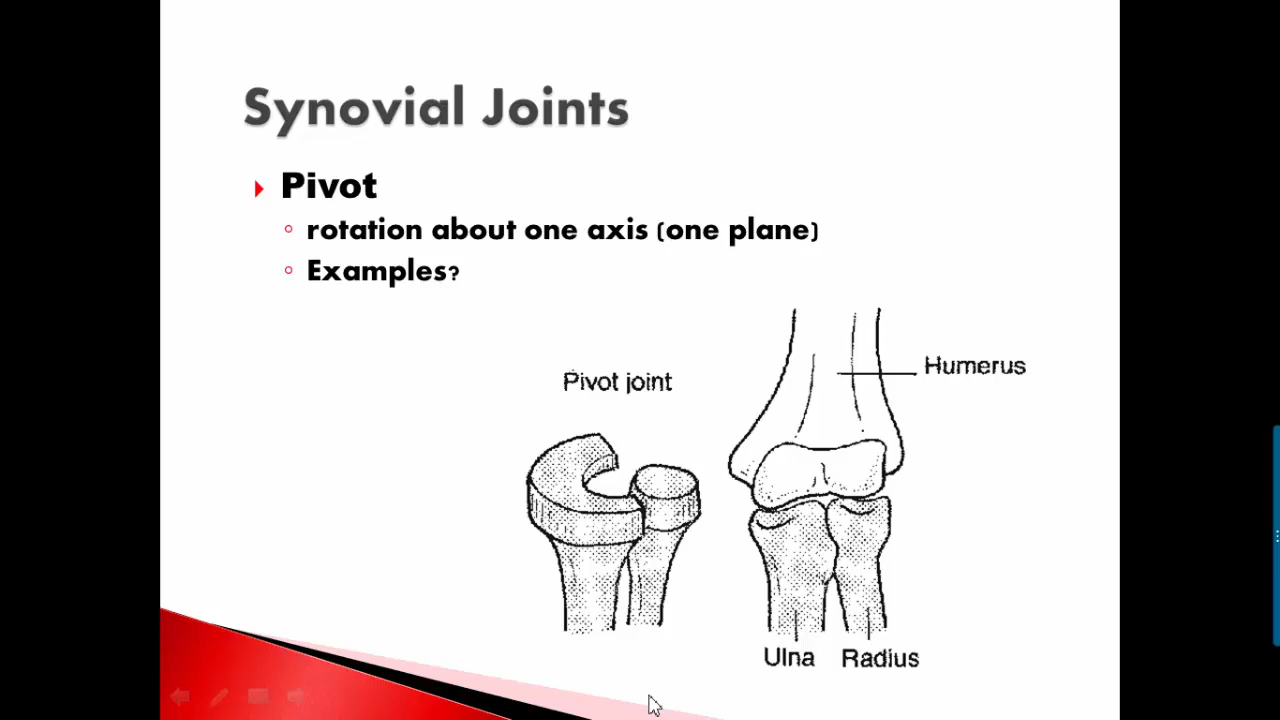 Synovial Joints
Pivot
rotation about one axis (one plane)
Examples?
Pivot joint
Humerus
Ulna
Radius